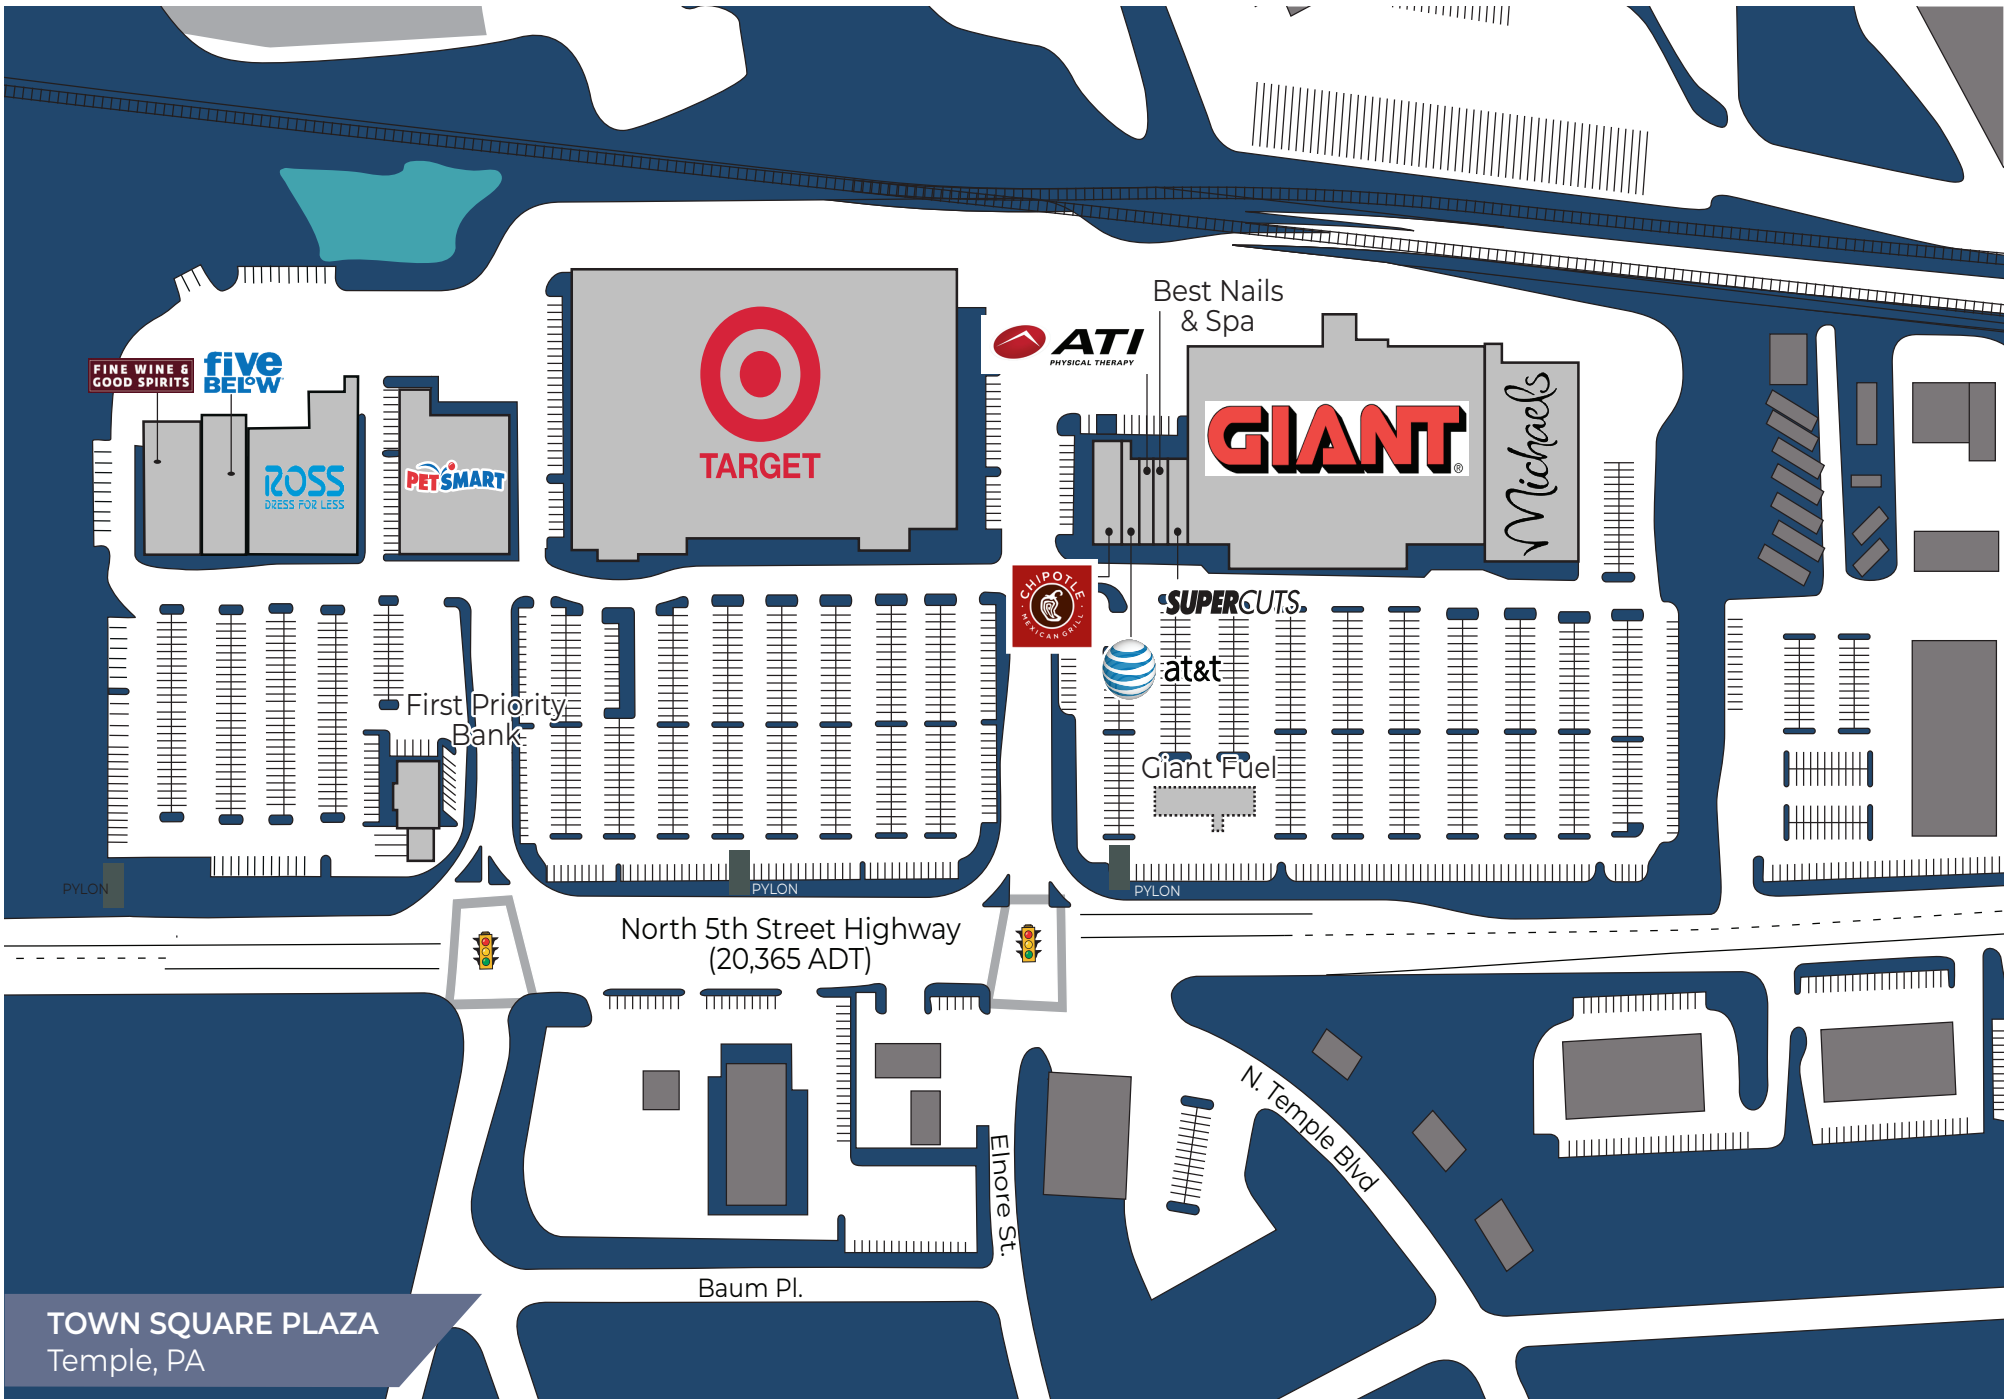 Best Nails
& Spa
ATI
PHYSICAL THERAPY
FINE WINE &
GOOD SPIRITS
five
BELOW
ROSS
DRESS FOR LESS
PETSMART
TARGET
GIANT
®
Michaels
CHIPOTLE
MEXICAN GRILL
SUPERCUTS
at&t
First Priority
Bank
Giant Fuel
PYLON
PYLON
PYLON
North 5th Street Highway
(20,365 ADT)
N. Temple Blvd
Elnore St.
Baum Pl.
TOWN SQUARE PLAZA
Temple, PA